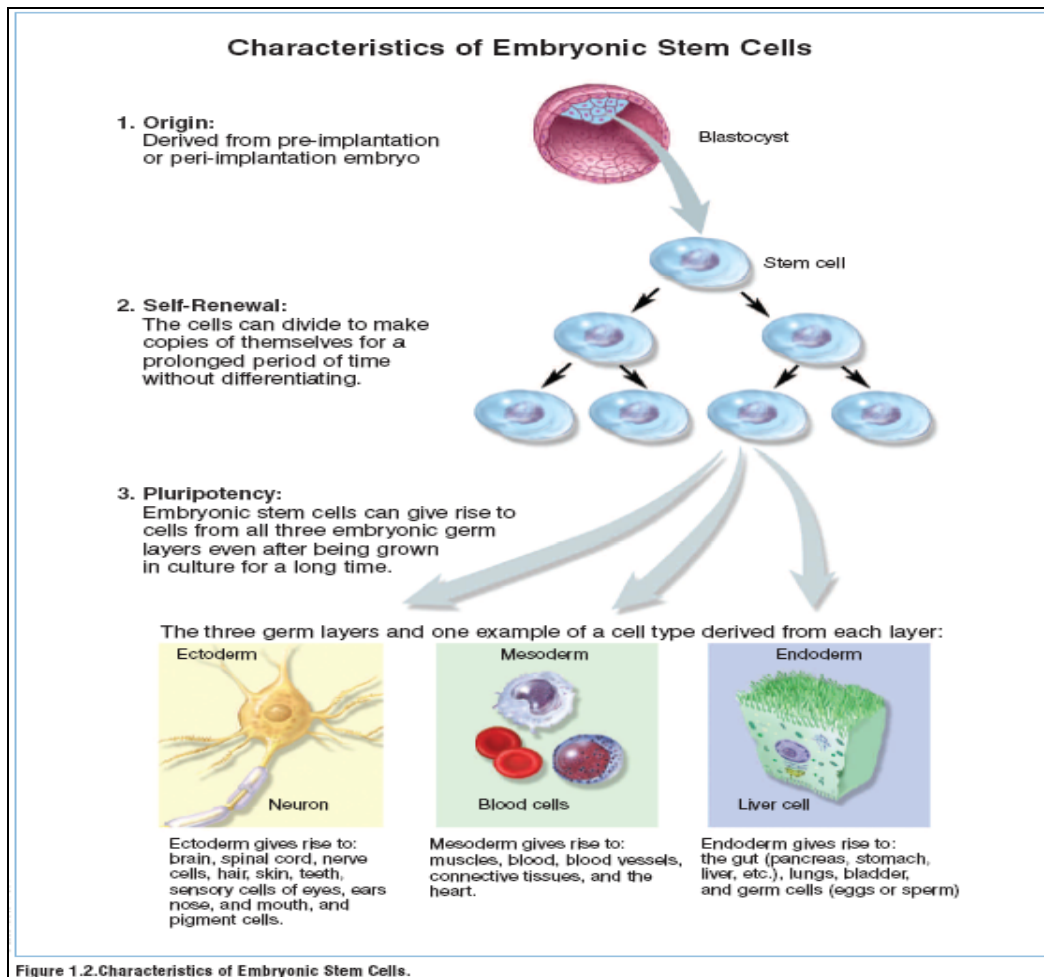 Characteristics of Embryonic Stem Cells
1. Origin:
Derived from pre-implantation
or peri-implantation embryo
Blastocyst
Stem cell
2. Self-Renewal:
The cells can divide to make
copies of themselves for a
prolonged period of time
without differentiating.
3. Pluripotency:
Embryonic stem cells can give rise to
cells from all three embryonic germ
layers even after being grown
in culture for a long time.
The three germ layers and one example of a cell type derived from each layer:
Ectoderm
Neuron
Mesoderm
Blood cells
Endoderm
Liver cell
Ectoderm gives rise to:
brain, spinal cord, nerve
cells, hair, skin, teeth,
sensory cells of eyes, ears
nose, and mouth, and
pigment cells.
Mesoderm gives rise to:
muscles, blood, blood vessels,
connective tissues, and the
heart.
Endoderm gives rise to:
the gut (pancreas, stomach,
liver, etc.), lungs, bladder,
and germ cells (eggs or sperm)
Figure 1.2.Characteristics of Embryonic Stem Cells.